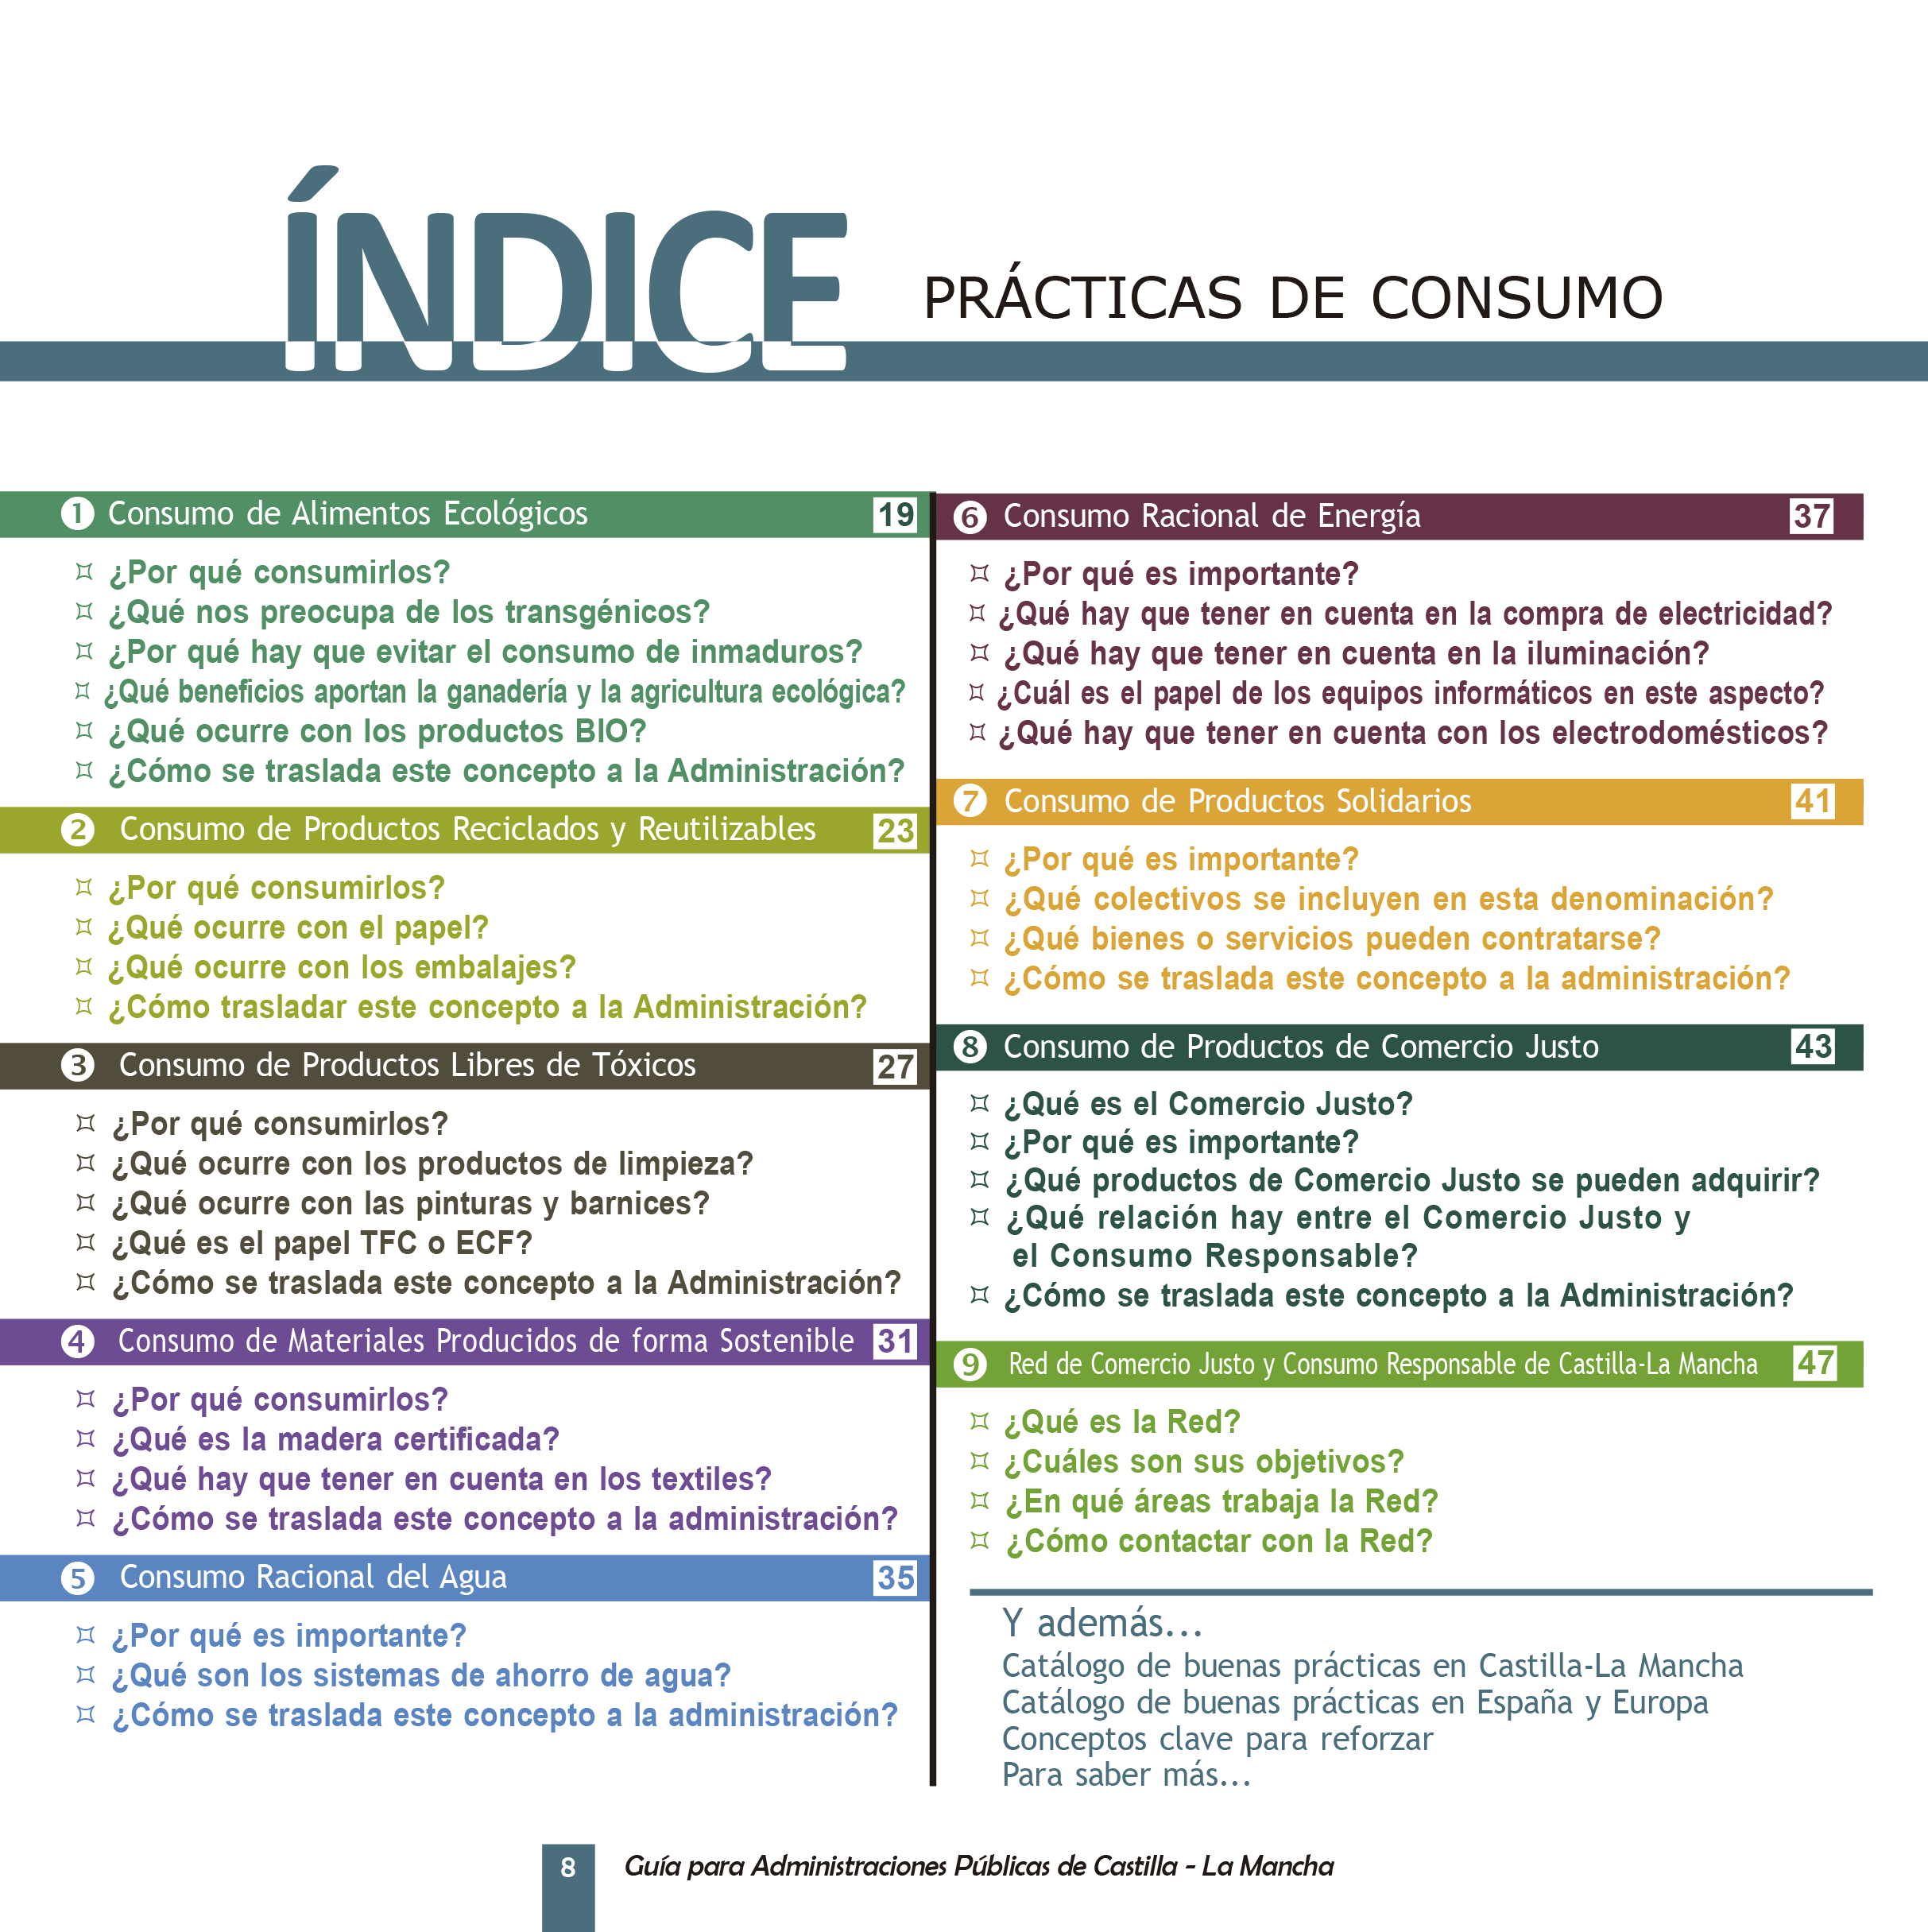 ÍNDICE
PRÁCTICAS DE CONSUMO
1 Consumo de Alimentos Ecológicos 19
¿Por qué consumirlos?
¿Qué nos preocupa de los transgénicos?
¿Por qué hay que evitar el consumo de inmaduros?
¿Qué beneficios aportan la ganadería y la agricultura ecológica?
¿Qué ocurre con los productos BIO?
¿Cómo se traslada este concepto a la Administración?
2 Consumo de Productos Reciclados y Reutilizables 23
¿Por qué consumirlos?
¿Qué ocurre con el papel?
¿Qué ocurre con los embalajes?
¿Cómo trasladar este concepto a la Administración?
3 Consumo de Productos Libres de Tóxicos 27
¿Por qué consumirlos?
¿Qué ocurre con los productos de limpieza?
¿Qué ocurre con las pinturas y barnices?
¿Qué es el papel TFC o ECF?
¿Cómo se traslada este concepto a la Administración?
4 Consumo de Materiales Producidos de forma Sostenible 31
¿Por qué consumirlos?
¿Qué es la madera certificada?
¿Qué hay que tener en cuenta en los textiles?
¿Cómo se traslada este concepto a la administración?
5 Consumo Racional del Agua 35
¿Por qué es importante?
¿Qué son los sistemas de ahorro de agua?
¿Cómo se traslada este concepto a la administración?
6 Consumo Racional de Energía 37
¿Por qué es importante?
¿Qué hay que tener en cuenta en la compra de electricidad?
¿Qué hay que tener en cuenta en la iluminación?
¿Cuál es el papel de los equipos informáticos en este aspecto?
¿Qué hay que tener en cuenta con los electrodomésticos?
7 Consumo de Productos Solidarios 41
¿Por qué es importante?
¿Qué colectivos se incluyen en esta denominación?
¿Qué bienes o servicios pueden contratarse?
¿Cómo se traslada este concepto a la administración?
8 Consumo de Productos de Comercio Justo 43
¿Qué es el Comercio Justo?
¿Por qué es importante?
¿Qué productos de Comercio Justo se pueden adquirir?
¿Qué relación hay entre el Comercio Justo y
el Consumo Responsable?
¿Cómo se traslada este concepto a la Administración?
9 Red de Comercio Justo y Consumo Responsable de Castilla-La Mancha 47
¿Qué es la Red?
¿Cuáles son sus objetivos?
¿En qué áreas trabaja la Red?
¿Cómo contactar con la Red?
Y además...
Catálogo de buenas prácticas en Castilla-La Mancha
Catálogo de buenas prácticas en España y Europa
Conceptos clave para reforzar
Para saber más...
8 Guía para Administraciones Públicas de Castilla - La Mancha